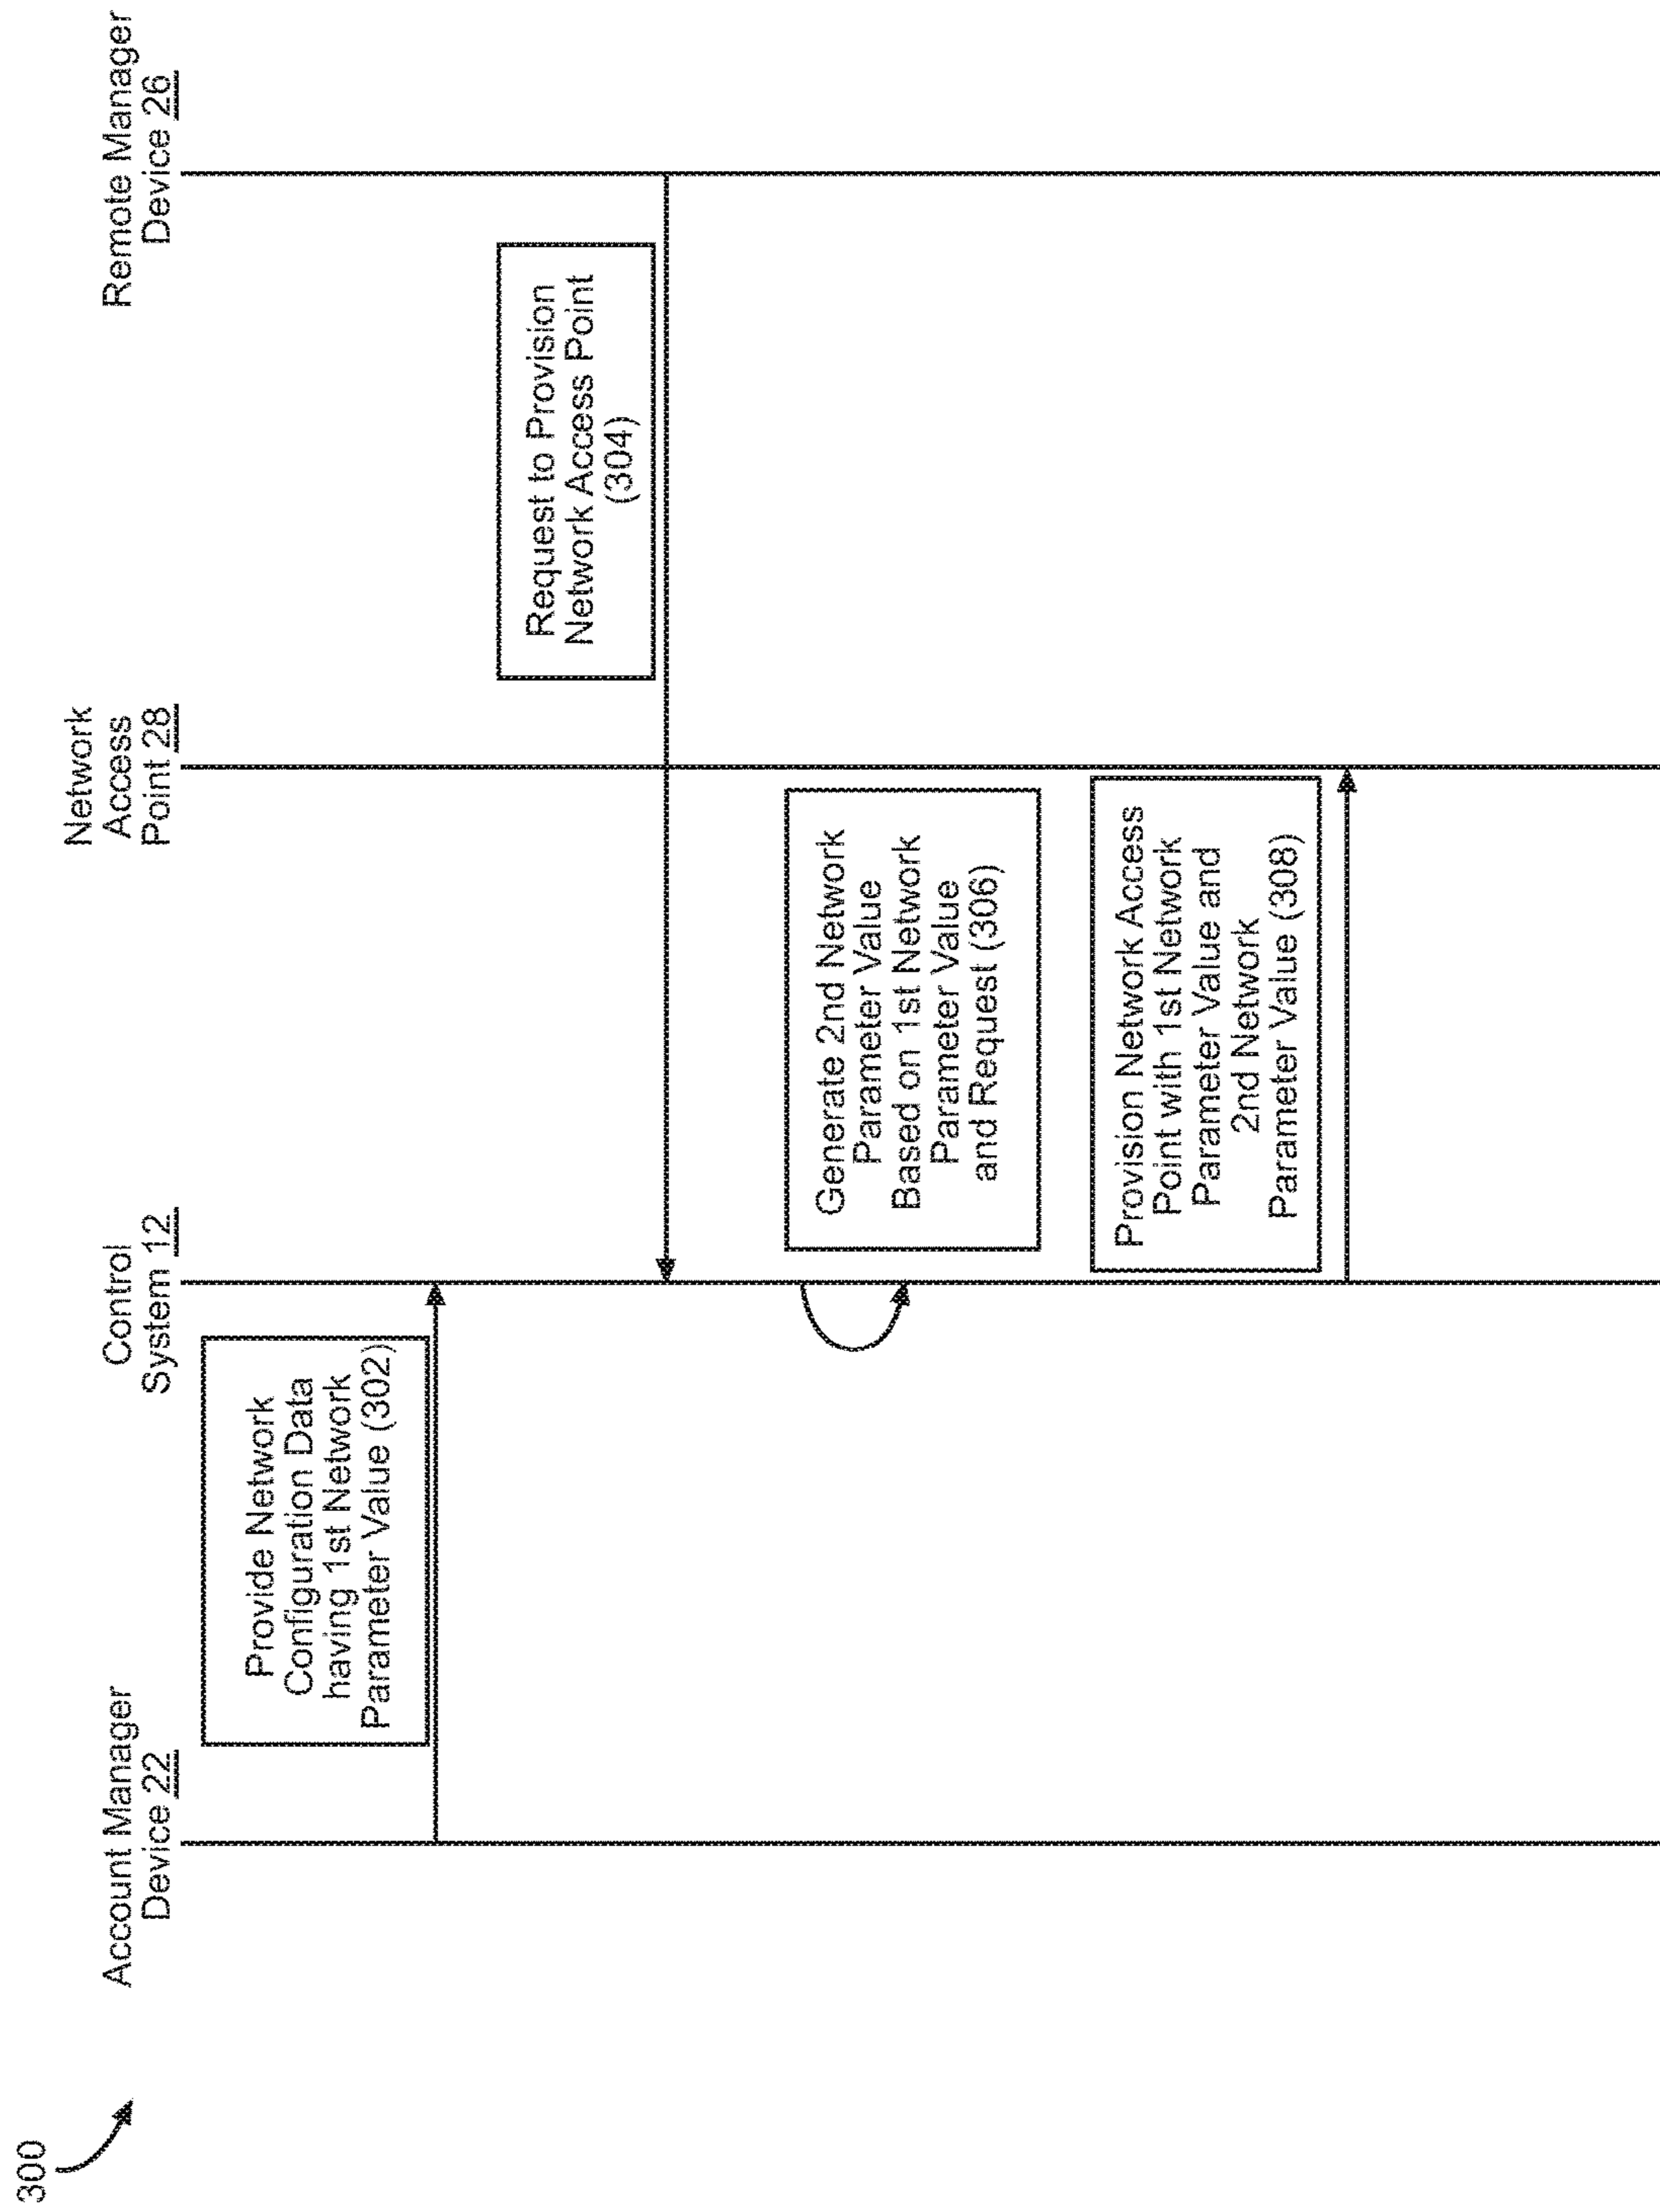 300
Account Manager
Device 22
Control
System 12
Network
Access
Point 28
Remote Manager
Device 26
Provide Network
Configuration Data
having 1st Network
Parameter Value (302)
Request to Provision
Network Access Point
(304)
Generate 2nd Network
Parameter Value
Based on 1st Network
Parameter Value
and Request (306)
Provision Network Access
Point with 1st Network
Parameter Value and
2nd Network
Parameter Value (308)